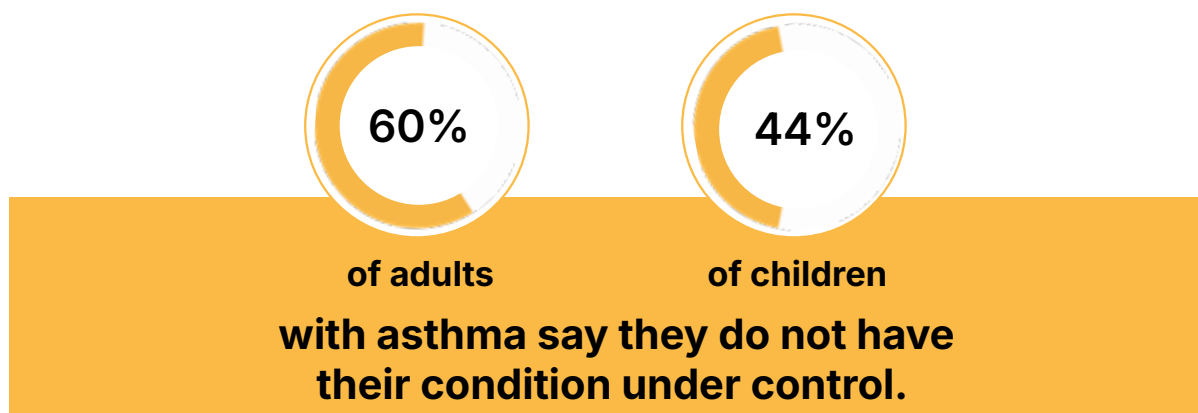 60%
44%
of adults
of children
with asthma say they do not have
their condition under control.